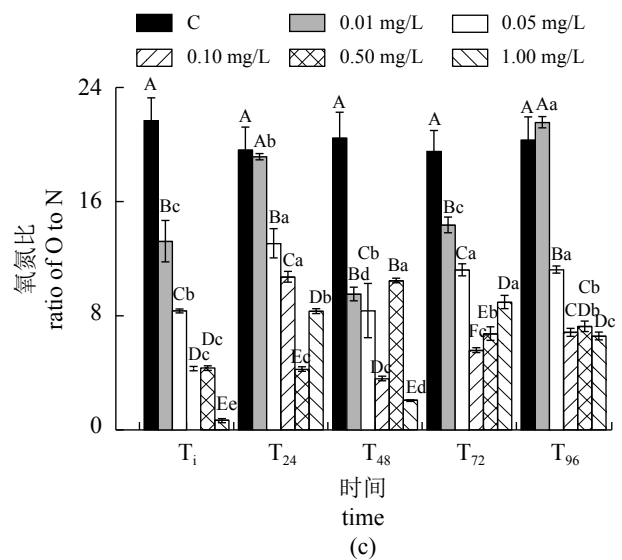 C 0.01 mg/L 0.05 mg/L
0.10 mg/L 0.50 mg/L 1.00 mg/L
24
16
8
0
氧氮比
ratio of O to N
A Bc Cb Dc Dc Ee
A Ab Ba Ca Ec Db
A Bd Cb Dc Ba Ed
A Bc Ca Fc Eb Da
A Aa Ba CDb Cb Dc
Ti T24 T48 T72 T96
时间
time
(c)